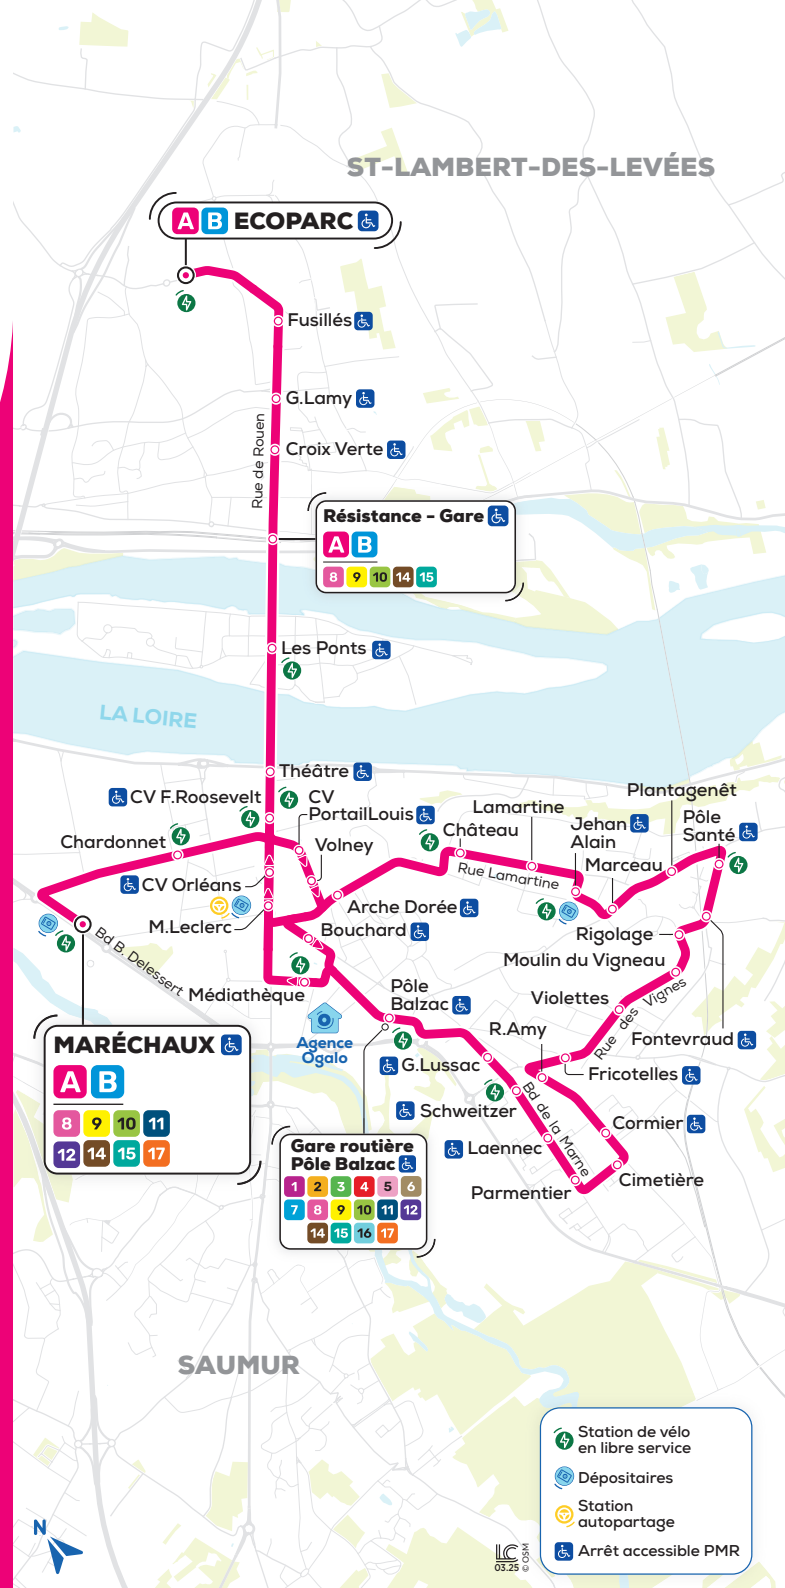 ST-LAMBERT-DES-LEVÉES
A B ECOPARC
Fusillés
G.Lamy
Rue de Rouen
Croix Verte
Résistance - Gare
A B
8 9 10 14 15
Les Ponts
LA LOIRE
Théâtre
CV F.Roosevelt
CV
PortailLouis
Plantagenêt
Lamartine
Pôle
Santé
Jehan
Alain
Château
Chardonnet
Volney
Rue Lamartine
Marceau
CV Orléans
Arche Dorée
M.Leclerc
Bouchard
Rigolage
Bd B. Delessert
Moulin du Vigneau
Médiathèque
Pôle
Balzac
Violettes
Rue des Vignes
R.Amy
Fontevraud
Agence
Ogalo
MARÉCHAUX
A B
8 9 10 11
12 14 15 17
G.Lussac
Fricotelles
Schweitzer
Bd de la Marne
Cormier
Laennec
Gare routière
Pôle Balzac
1 2 3 4 5 6
7 8 9 10 11 12
14 15 16 17
Cimetière
Parmentier
SAUMUR
Station de vélo
en libre service
Dépositaires
Station
autopartage
Arrêt accessible PMR
N
LC
03.25
© OSM